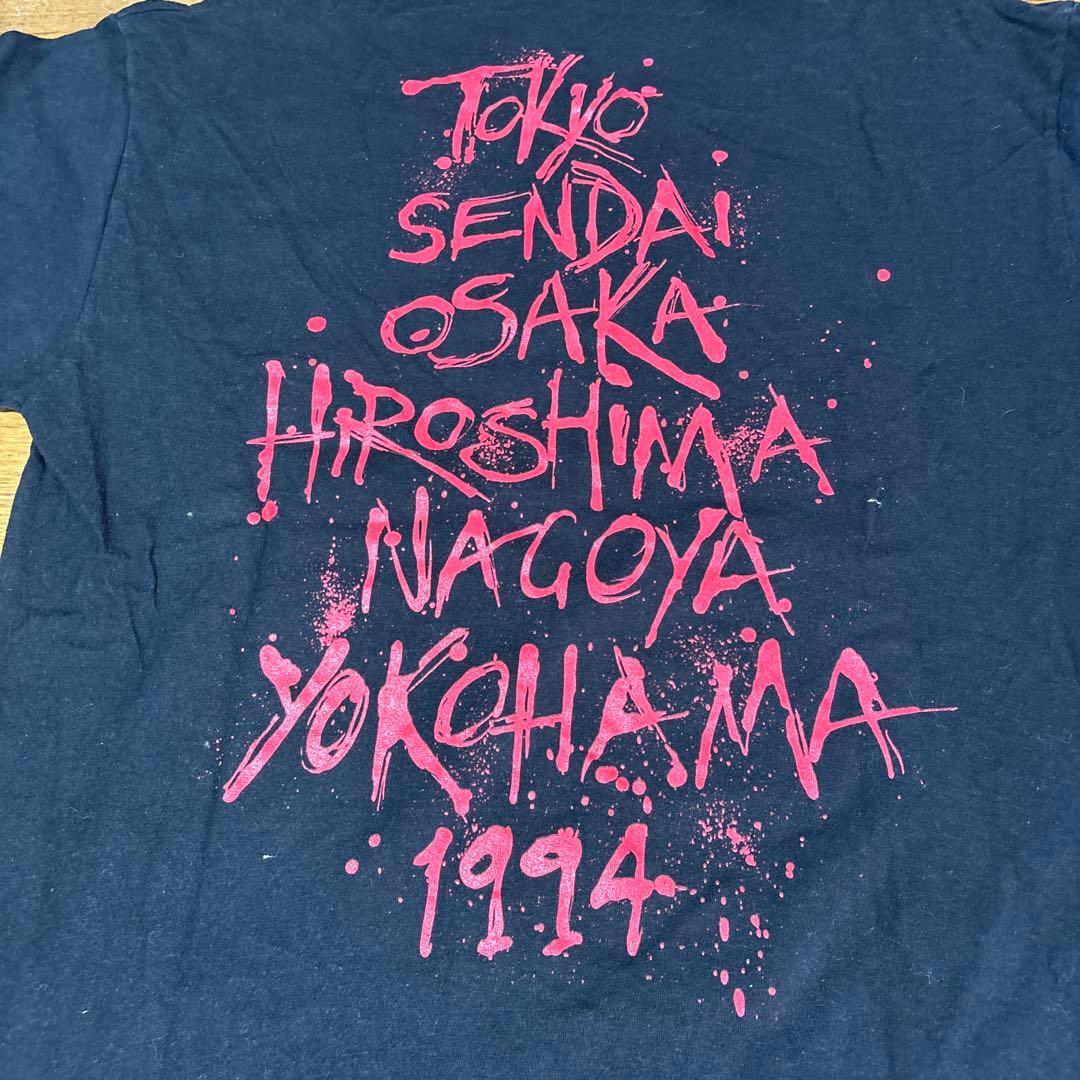 TOKYO
SENDAi
OSAKA
HiROSHiMA
NAGOYA
YOKOHAMA
1994